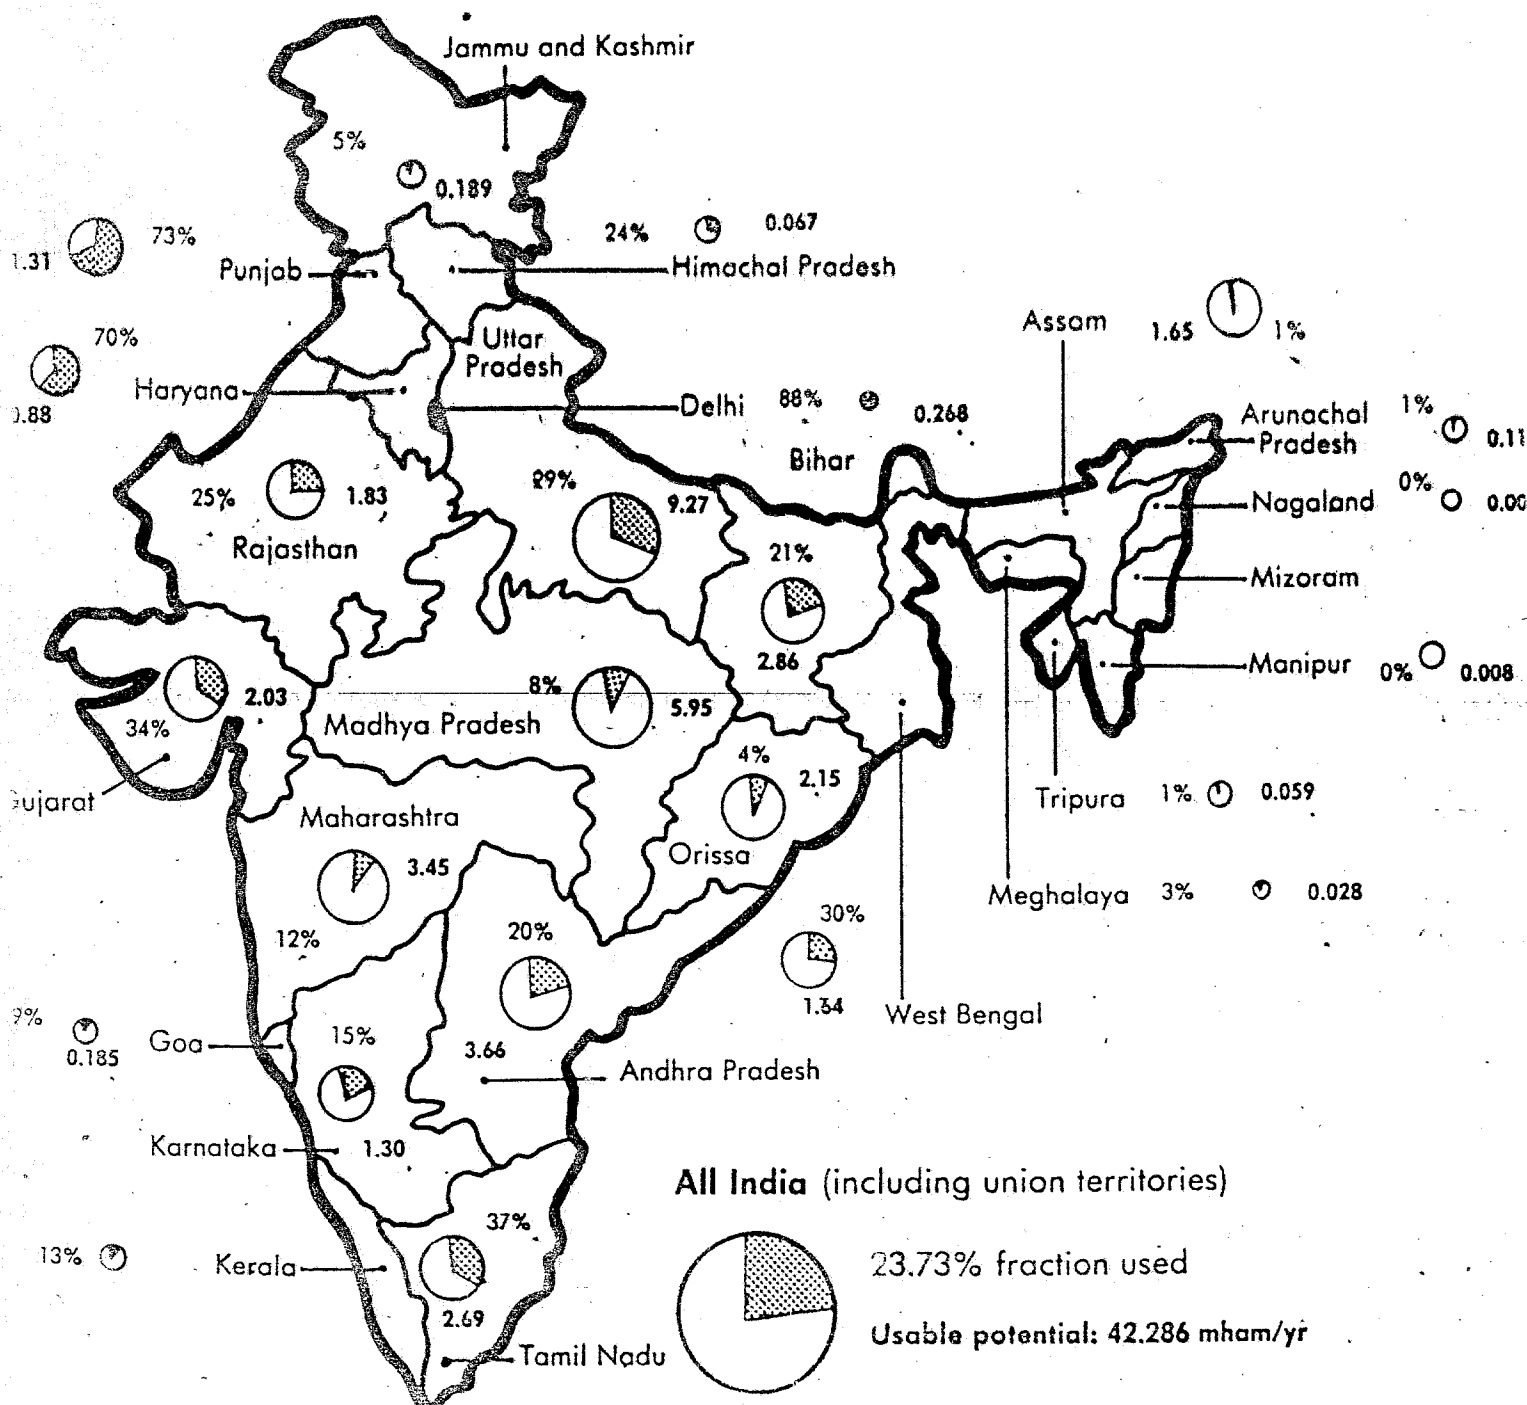 Jammu and Kashmir
5%
0.189
73%
1.31
Punjab
24%
0.067
Himachal Pradesh
70%
0.88
Haryana
Uttar
Pradesh
Delhi
88%
0.268
Assam
1.65
1%
Arunachal
Pradesh
1%
0.11
Nagaland
0%
0.00
Mizoram
Manipur
0%
0.008
Bihar
21%
2.86
25%
1.83
Rajasthan
29%
9.27
2.03
34%
Gujarat
8%
5.95
Madhya Pradesh
4%
2.15
Orissa
Tripura
1%
0.059
Meghalaya
3%
0.028
Maharashtra
3.45
12%
30%
1.34
West Bengal
20%
3.66
Andhra Pradesh
9%
0.185
Goa
15%
Karnataka
1.30
13%
Kerala
37%
2.69
Tamil Nadu
All India (including union territories)
23.73% fraction used
Usable potential: 42.286 mham/yr